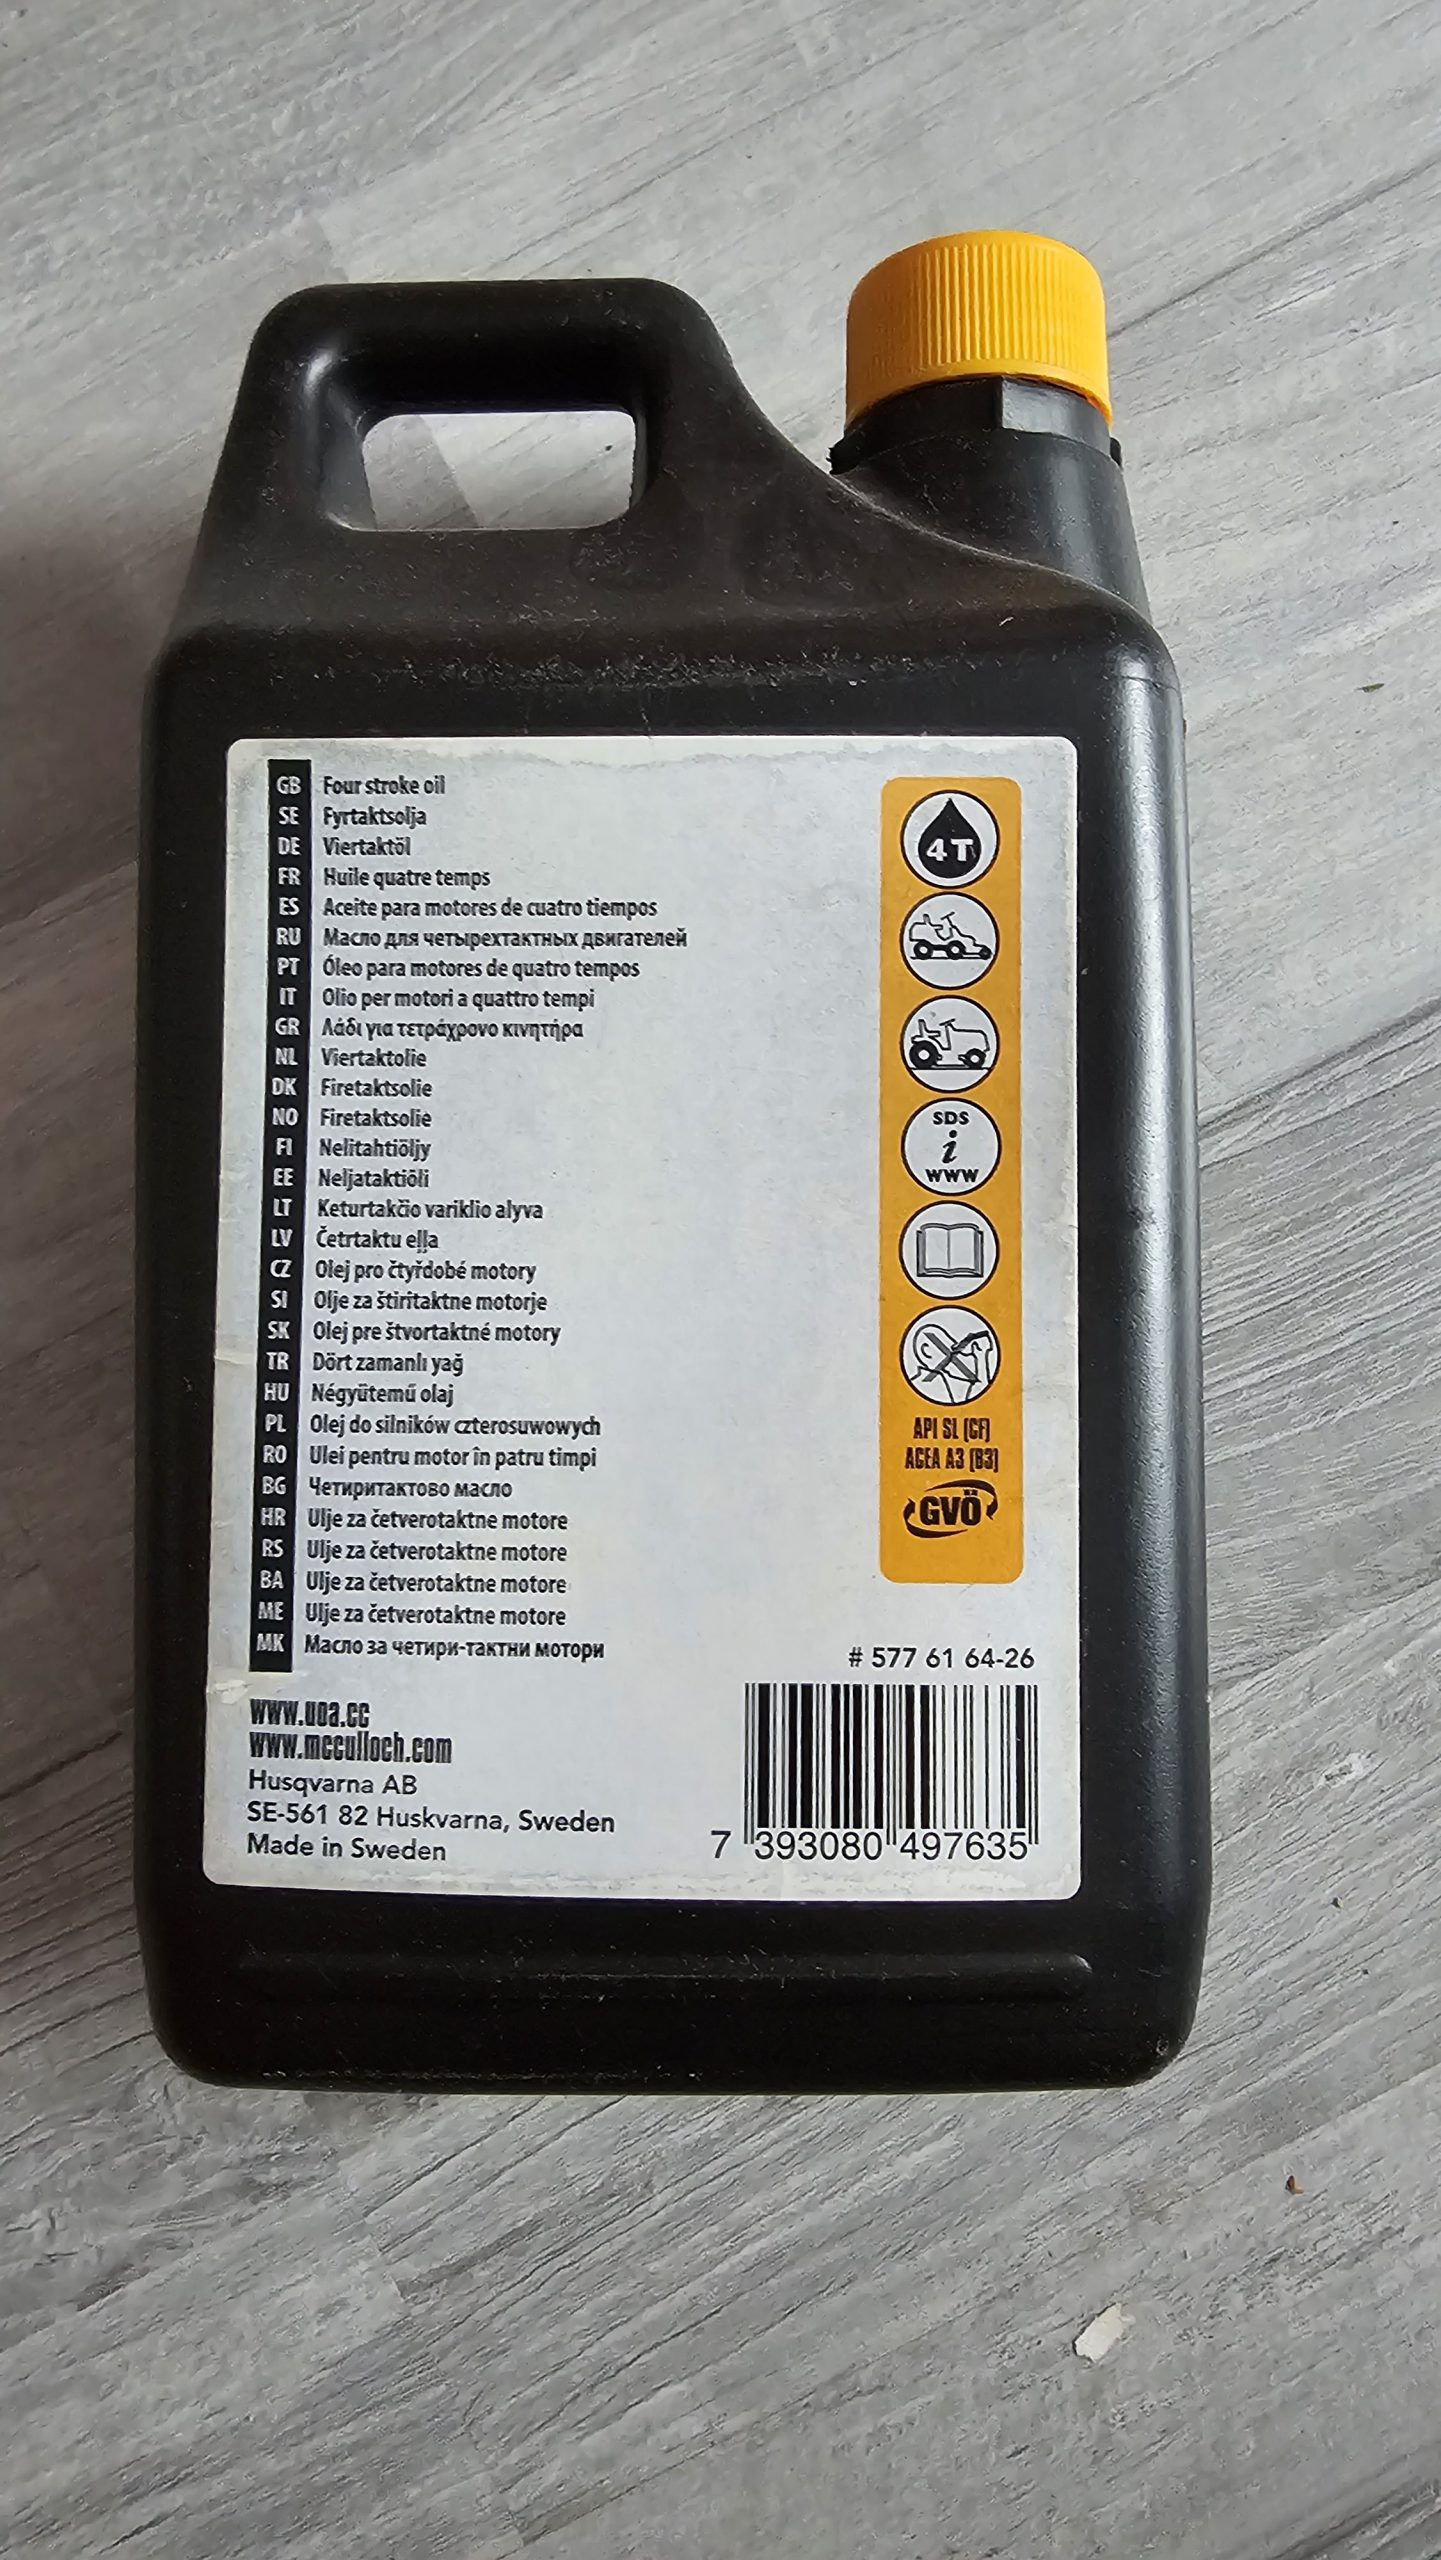 GB Four stroke oil
SE Fyrtaktsolja
DE Viertaktöl
FR Huile quatre temps
ES Aceite para motores de cuatro tiempos
RU Масло для четырехтактных двигателей
PT Óleo para motores de quatro tempos
IT Olio per motori a quattro tempi
GR Λάδι για τετράχρονο κινητήρα
NL Viertaktolie
DK Firetaktsolie
NO Firetaktsolie
FI Nelitahtiöljy
EE Neljataktiöli
LT Keturtakčio variklio alyva
LV Četrtaktu eļļa
CZ Olej pro čtyřdobé motory
SI Olje za štiritaktne motorje
SK Olej pre štvortaktné motory
TR Dört zamanlı yağ
HU Négyütemű olaj
PL Olej do silników czterosuwowych
RO Ulei pentru motor în patru timpi
BG Четиритактово масло
HR Ulje za četverotaktne motore
RS Ulje za četverotaktne motore
BA Ulje za četverotaktne motore
ME Ulje za četverotaktne motore
MK Масло за четири-тактни мотори
www.uoa.cc
www.mcculloch.com
Husqvarna AB
SE-561 82 Huskvarna, Sweden
Made in Sweden
4T
SDS
i
www
API SL (CF)
ACEA A3 (B3)
GVÖ
# 577 61 64-26
7 393080 497635